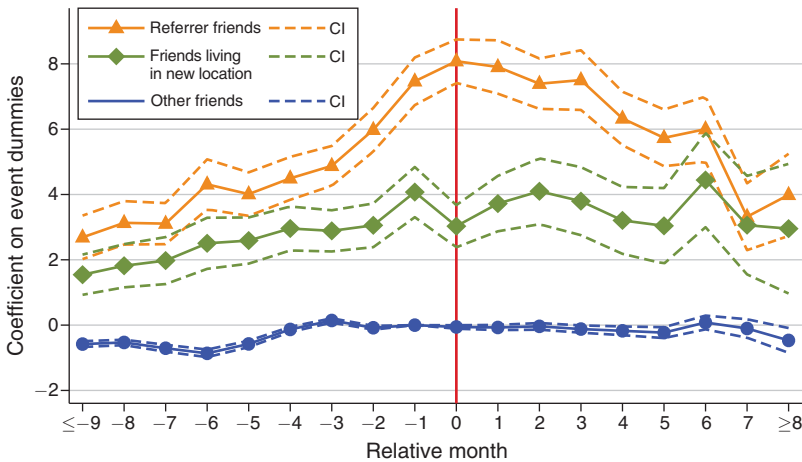 Referrer friends CI
Friends living
in new location CI
Other friends CI
Coefficient on event dummies
8
6
4
2
0
−2
≤−9 −8 −7 −6 −5 −4 −3 −2 −1 0 1 2 3 4 5 6 7 ≥8
Relative month